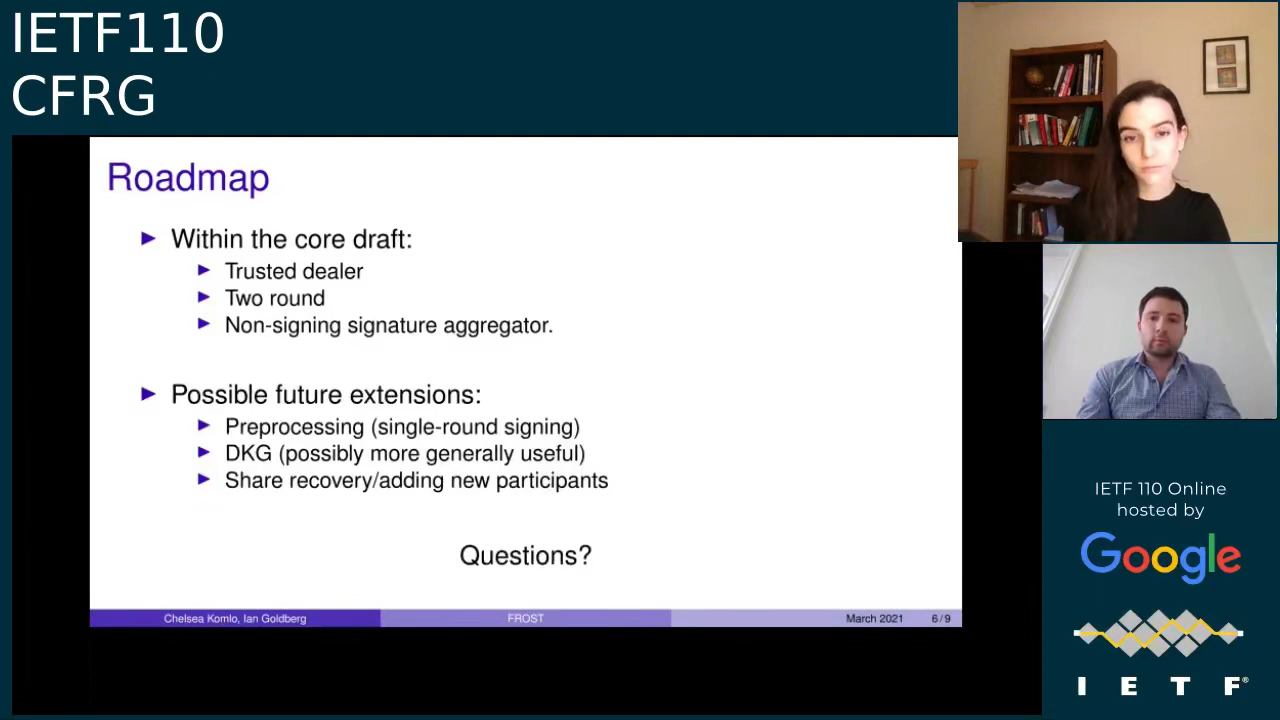 IETF110
CFRG
Roadmap
Within the core draft:
Trusted dealer
Two round
Non-signing signature aggregator.
Possible future extensions:
Preprocessing (single-round signing)
DKG (possibly more generally useful)
Share recovery/adding new participants
Questions?
Chelsea Komlo, Ian Goldberg FROST March 2021 6/9
IETF 110 Online
hosted by
Google
I E T F®